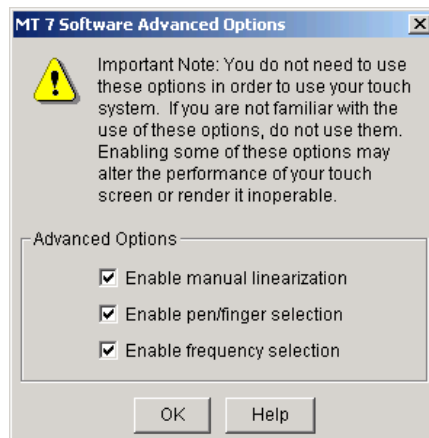 MT 7 Software Advanced Options
Important Note: You do not need to use
these options in order to use your touch
system. If you are not familiar with the
use of these options, do not use them.
Enabling some of these options may
alter the performance of your touch
screen or render it inoperable.
Advanced Options
Enable manual linearization
Enable pen/finger selection
Enable frequency selection
OK Help